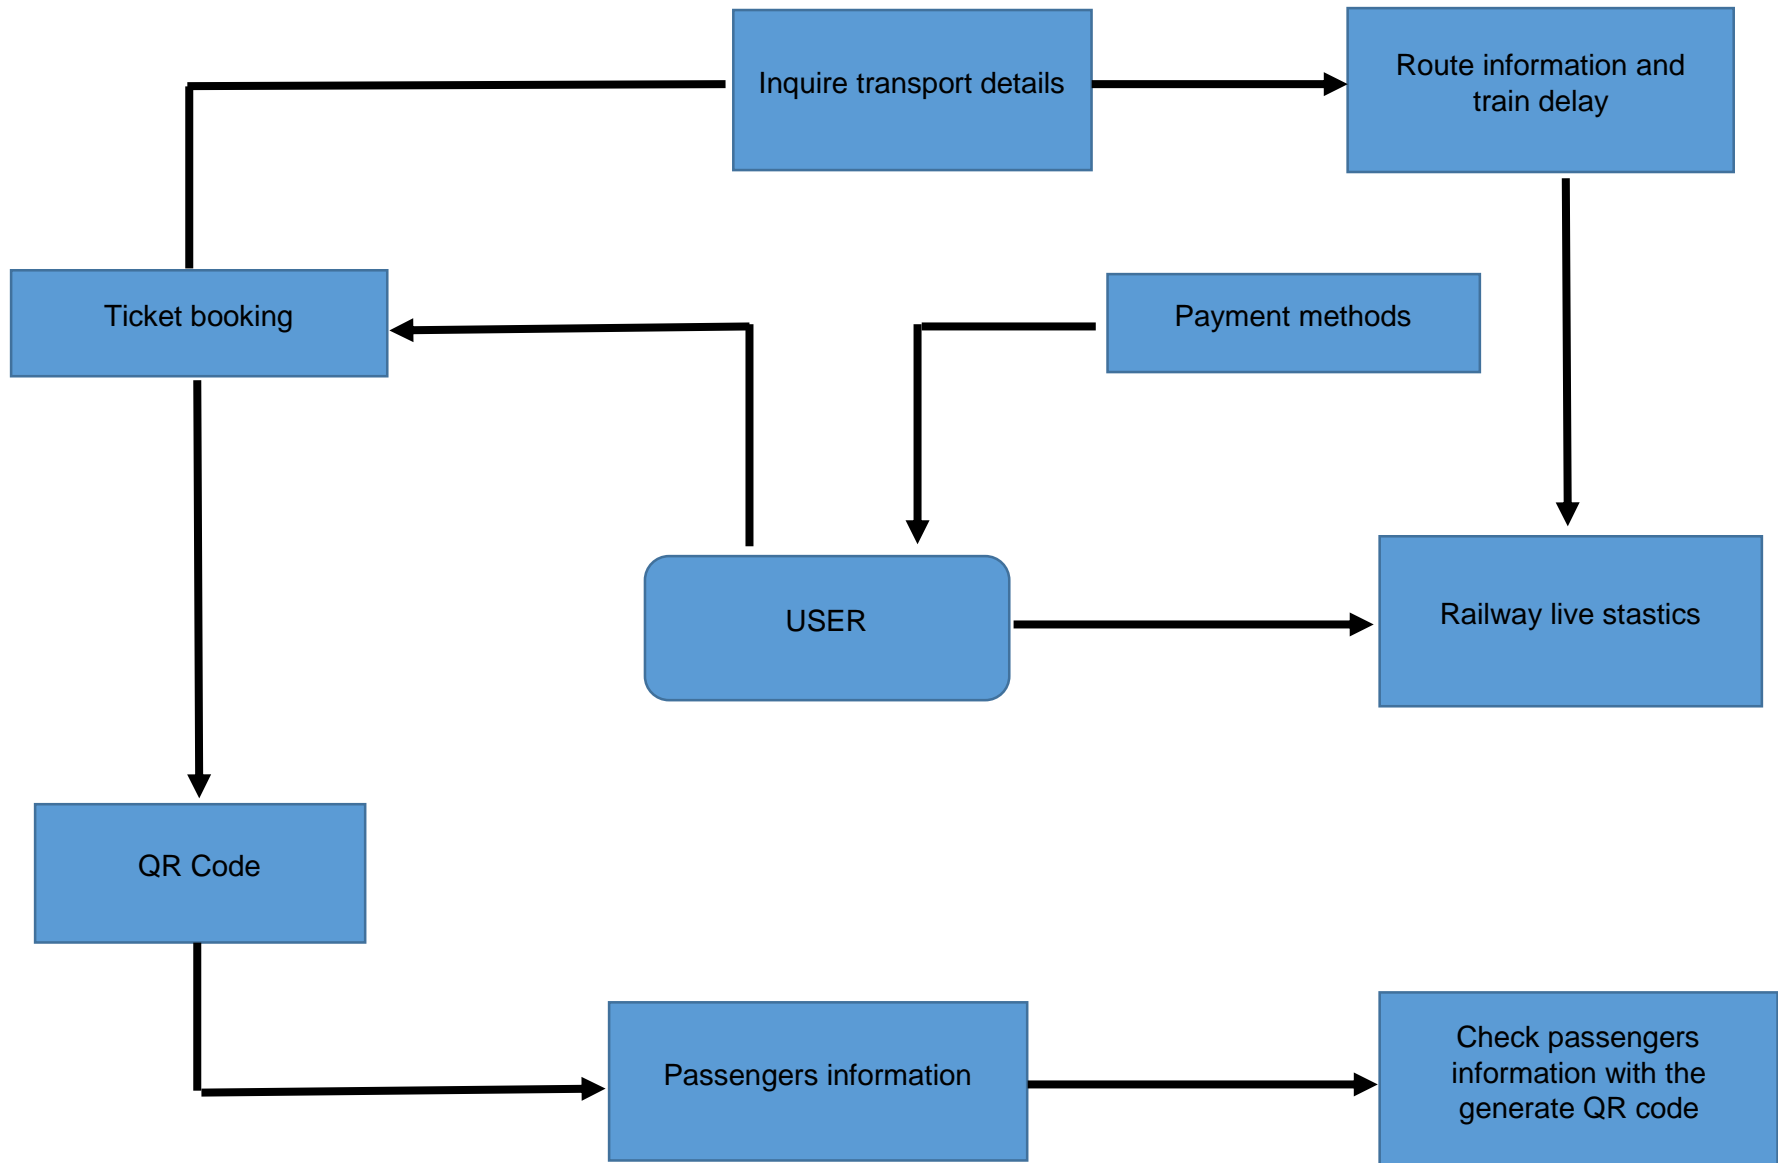 Inquire transport details
Route information and
train delay
Ticket booking
Payment methods
USER
Railway live stastics
QR Code
Passengers information
Check passengers
information with the
generate QR code